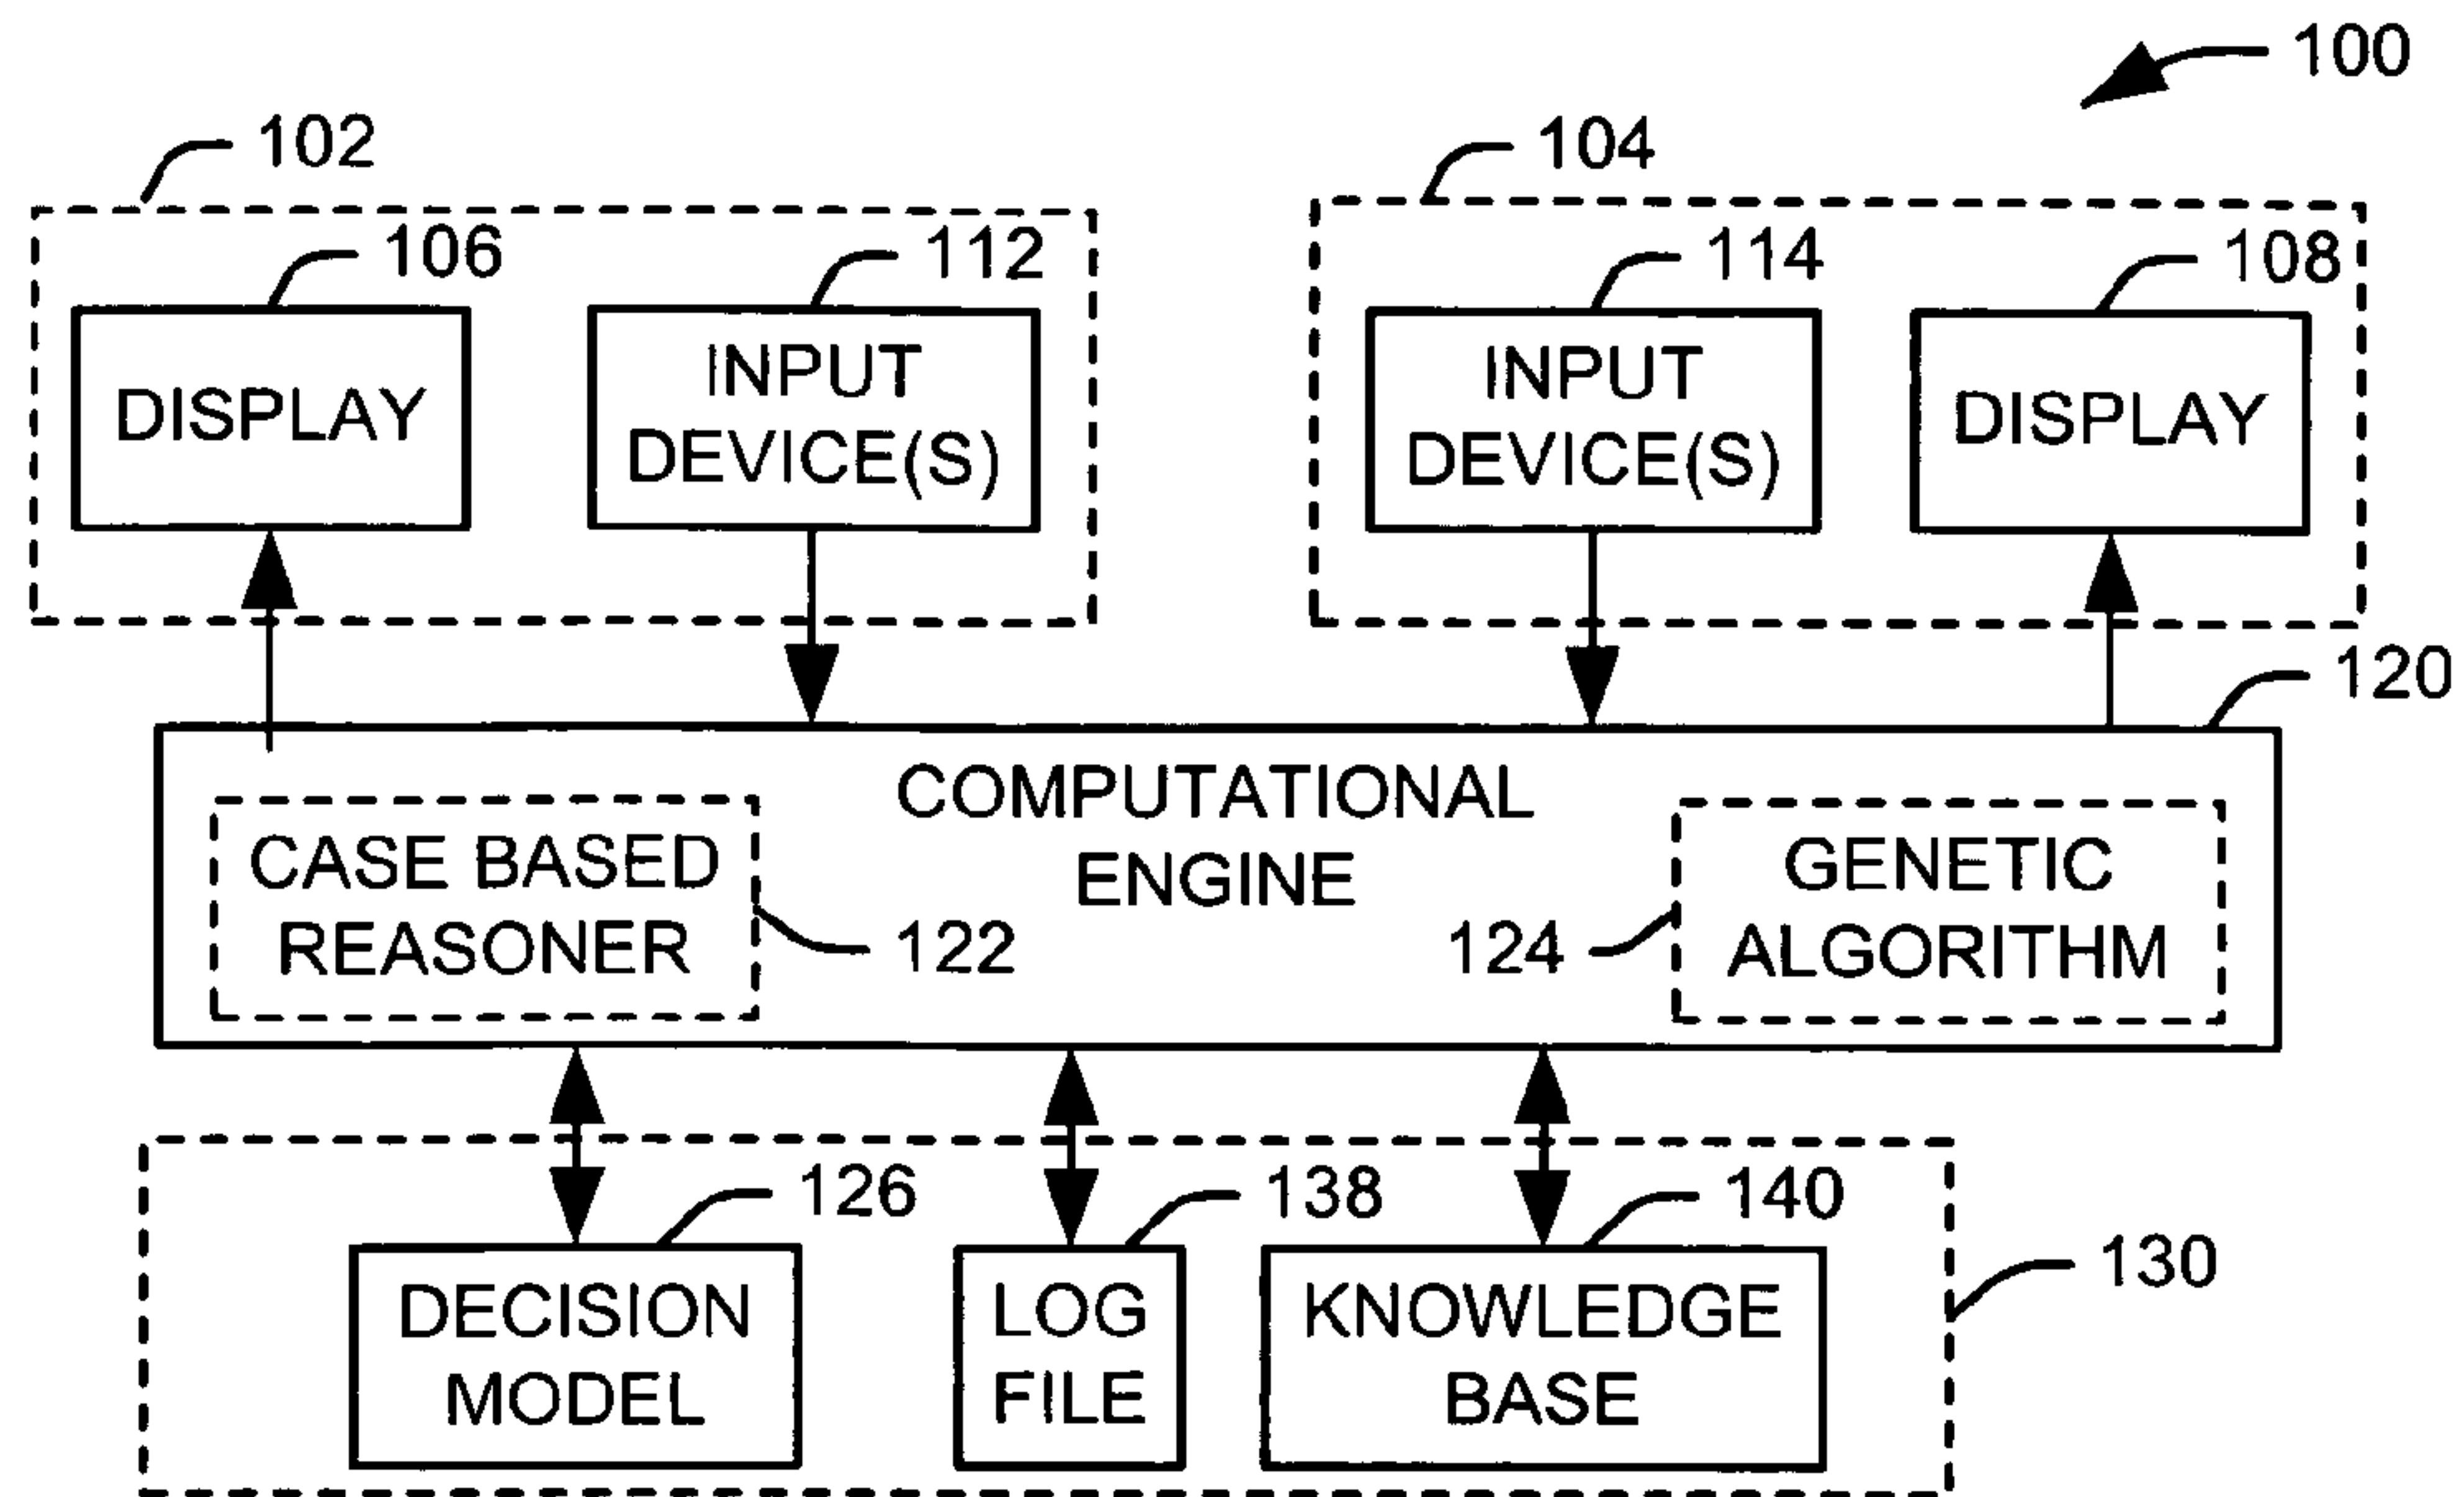 100
102
104
106
112
114
108
DISPLAY
INPUT
DEVICE(S)
INPUT
DEVICE(S)
DISPLAY
120
COMPUTATIONAL
ENGINE
CASE BASED
REASONER
122
124
GENETIC
ALGORITHM
126
138
140
130
DECISION
MODEL
LOG
FILE
KNOWLEDGE
BASE